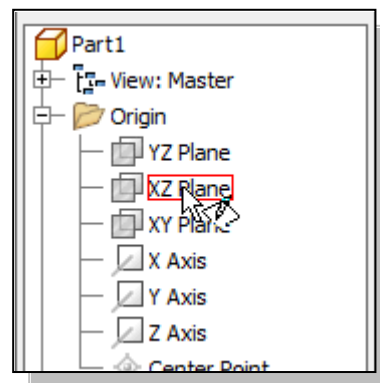 Part1
View: Master
Origin
YZ Plane
XZ Plane
XY Plane
X Axis
Y Axis
Z Axis
Center Point